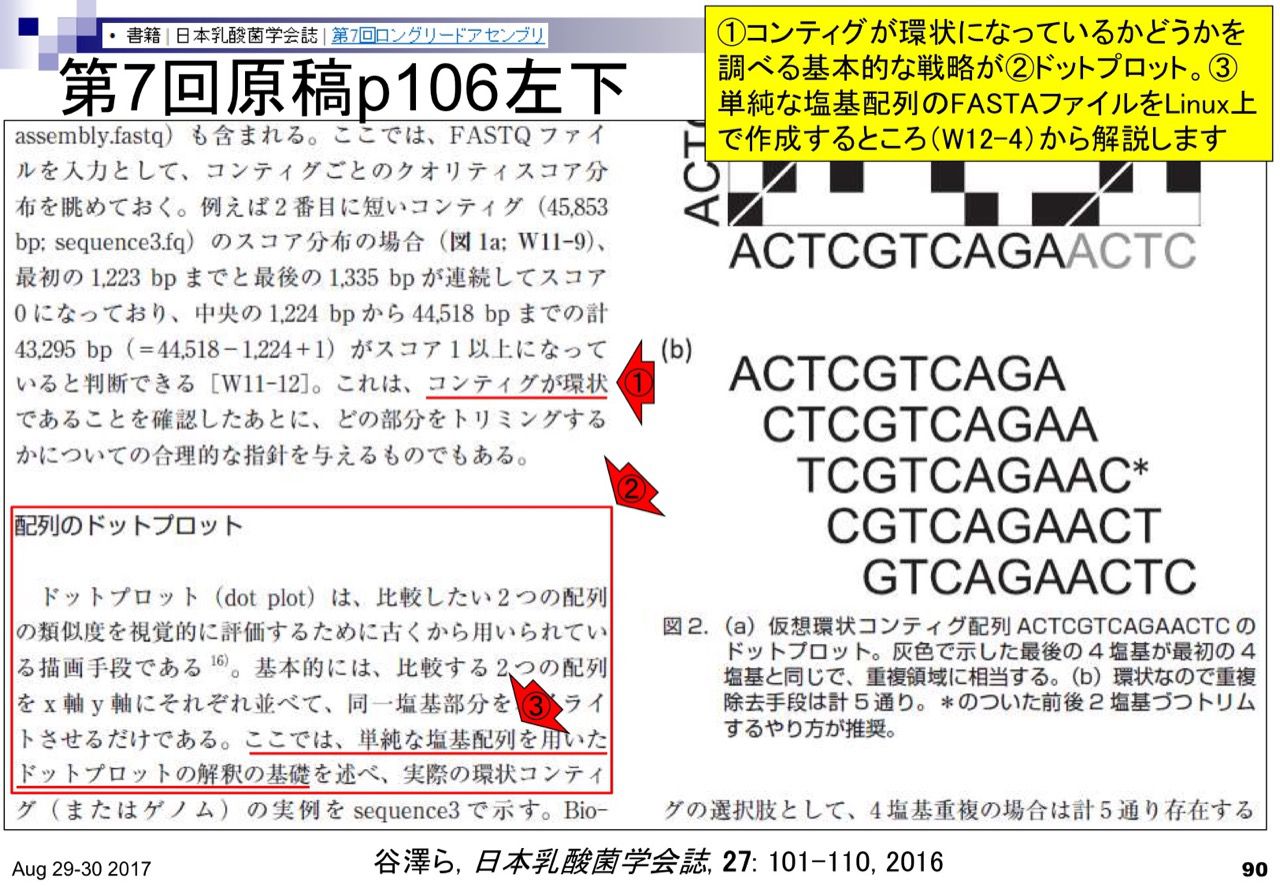 • 書籍 | 日本乳酸菌学会誌 | 第7回ロングリードアセンブリ
第7回原稿p106左下
①コンティグが環状になっているかどうかを
調べる基本的な戦略が②ドットプロット。③
単純な塩基配列のFASTAファイルをLinux上
で作成するところ(W12-4)から解説します
assembly.fastq）も含まれる。ここでは、FASTQ ファイ
ルを入力として、コンティグごとのクオリティスコア分
布を眺めておく。例えば2番目に短いコンティグ（45,853
bp; sequence3.fq）のスコア分布の場合（図1a; W11-9）、
最初の 1,223 bp までと最後の 1,335 bp が連続してスコア
0 になっており、中央の 1,224 bp から 44,518 bp までの計
43,295 bp（＝44,518－1,224＋1）がスコア 1 以上になって
いると判断できる［W11-12］。これは、コンティグが環状
であることを確認したあとに、どの部分をトリミングする
かについての合理的な指針を与えるものでもある。
①
②
配列のドットプロット
ドットプロット（dot plot）は、比較したい2つの配列
の類似度を視覚的に評価するために古くから用いられてい
る描画手段である 16)。基本的には、比較する2つの配列
を x 軸 y 軸にそれぞれ並べて、同一塩基部分を ライ
③
トさせるだけである。ここでは、単純な塩基配列を用いた
ドットプロットの解釈の基礎を述べ、実際の環状コンティ
グ（またはゲノム）の実例を sequence3 で示す。Bio-
ACTC
ACTCGTCAGAACTC
(b)
ACTCGTCAGA
CTCGTCAGAA
TCGTCAGAAC*
CGTCAGAACT
GTCAGAACTC
図2. （a）仮想環状コンティグ配列 ACTCGTCAGAACTC の
ドットプロット。灰色で示した最後の4塩基が最初の4
塩基と同じで、重複領域に相当する。（b）環状なので重複
除去手段は計5通り。＊のついた前後2塩基づつトリム
するやり方が推奨。
グの選択肢として、4塩基重複の場合は計5通り存在する
Aug 29-30 2017
谷澤ら, 日本乳酸菌学会誌, 27: 101-110, 2016
90